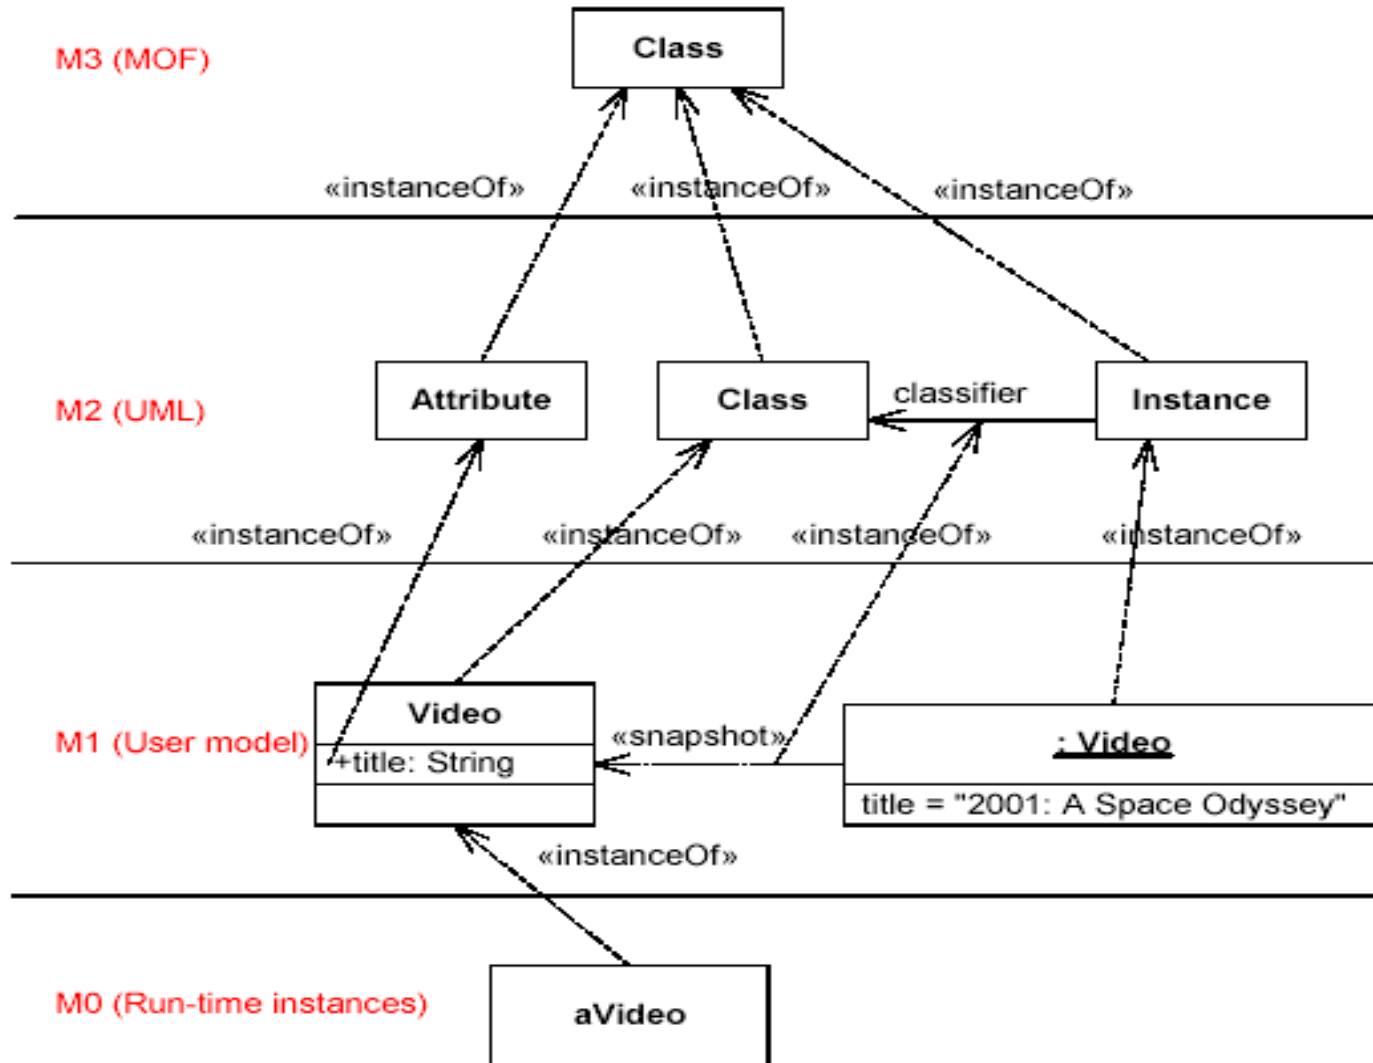 Class
M3 (MOF)
«instanceOf» «instanceOf» «instanceOf»
Attribute Class classifier Instance
M2 (UML)
«instanceOf» «instanceOf» «instanceOf» «instanceOf»
Video
M1 (User model)
+title: String
«snapshot»
: Video
title = "2001: A Space Odyssey"
«instanceOf»
M0 (Run-time instances)
aVideo